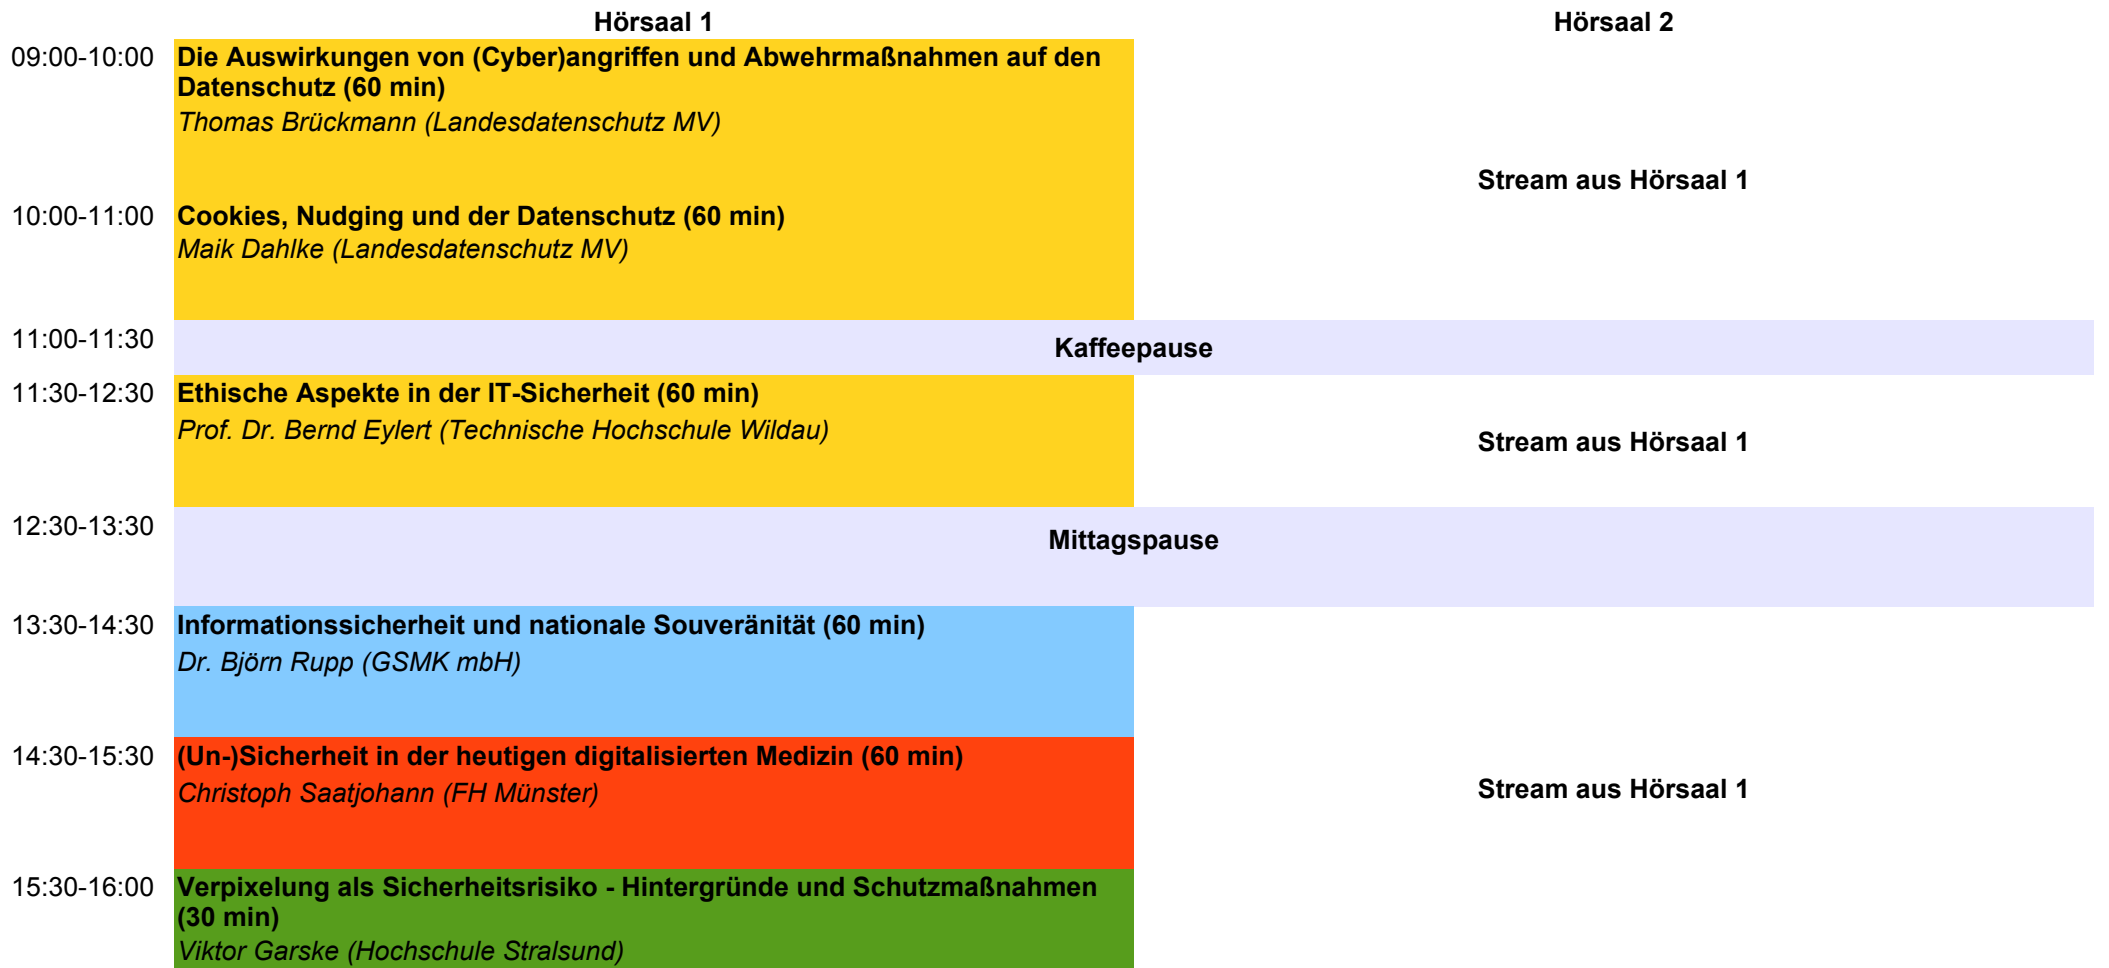 Hörsaal 1
Hörsaal 2
09:00-10:00
Die Auswirkungen von (Cyber)angriffen und Abwehrmaßnahmen auf den
Datenschutz (60 min)
Thomas Brückmann (Landesdatenschutz MV)
Stream aus Hörsaal 1
10:00-11:00
Cookies, Nudging und der Datenschutz (60 min)
Maik Dahlke (Landesdatenschutz MV)
11:00-11:30
Kaffeepause
11:30-12:30
Ethische Aspekte in der IT-Sicherheit (60 min)
Prof. Dr. Bernd Eylert (Technische Hochschule Wildau)
Stream aus Hörsaal 1
12:30-13:30
Mittagspause
13:30-14:30
Informationssicherheit und nationale Souveränität (60 min)
Dr. Björn Rupp (GSMK mbH)
14:30-15:30
(Un-)Sicherheit in der heutigen digitalisierten Medizin (60 min)
Christoph Saatjohann (FH Münster)
Stream aus Hörsaal 1
15:30-16:00
Verpixelung als Sicherheitsrisiko - Hintergründe und Schutzmaßnahmen
(30 min)
Viktor Garske (Hochschule Stralsund)